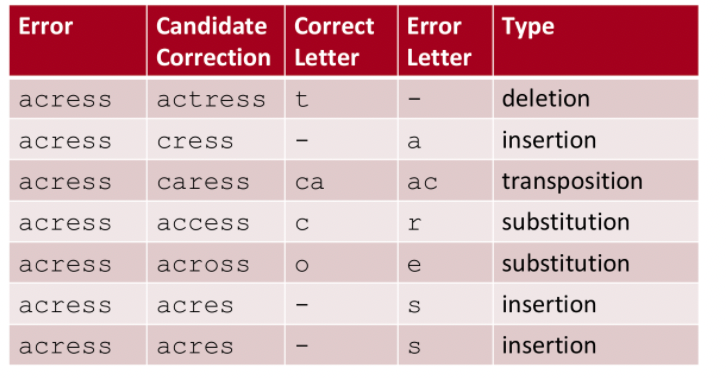 Error Candidate Correction Correct Letter Error Letter Type
acress actress t - deletion
acress cress - a insertion
acress caress ca ac transposition
acress access c r substitution
acress across o e substitution
acress acres - s insertion
acress acres - s insertion